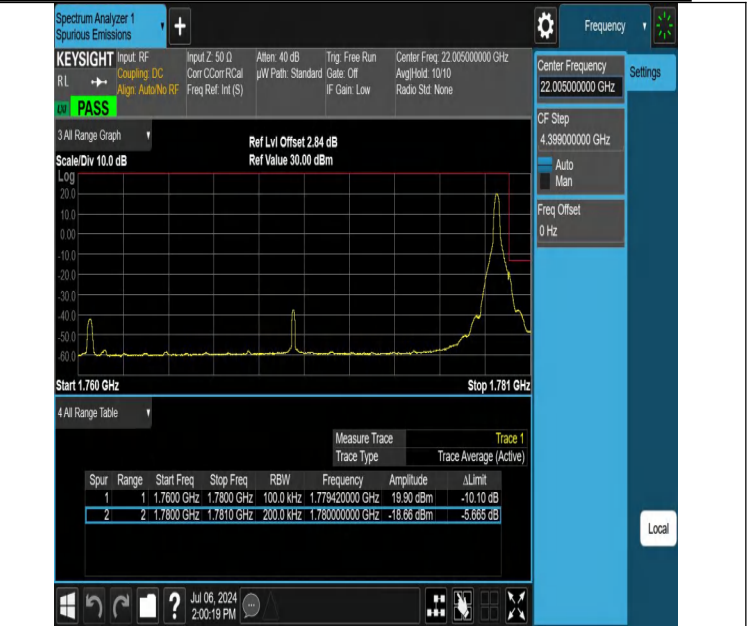 Spectrum Analyzer 1
Spurious Emissions
Frequency
KEYSIGHT
RL
Input: RF
Coupling: DC
Align: Auto/No RF
Input Z: 50 Ω
Corr CCorr RCal
Freq Ref: Int (S)
Atten: 40 dB
µW Path: Standard
Trig: Free Run
Gate: Off
IF Gain: Low
Center Freq: 22.005000000 GHz
Avg|Hold: 10/10
Radio Std: None
PASS
Center Frequency
22.005000000 GHz
Settings
CF Step
4.399000000 GHz
Auto
Man
Freq Offset
0 Hz
3 All Range Graph
Ref Lvl Offset 2.84 dB
Scale/Div 10.0 dB
Ref Value 30.00 dBm
Log
20.0
10.0
0.00
-10.0
-20.0
-30.0
-40.0
-50.0
-60.0
Start 1.760 GHz
Stop 1.781 GHz
4 All Range Table
Measure Trace Trace 1
Trace Type Trace Average (Active)
Spur Range Start Freq Stop Freq RBW Frequency Amplitude ΔLimit
1 1 1.7600 GHz 1.7800 GHz 100.0 kHz 1.779420000 GHz 19.90 dBm -10.10 dB
2 2 1.7800 GHz 1.7810 GHz 200.0 kHz 1.780000000 GHz -18.66 dBm -5.665 dB
Local
?
Jul 06, 2024
2:00:19 PM